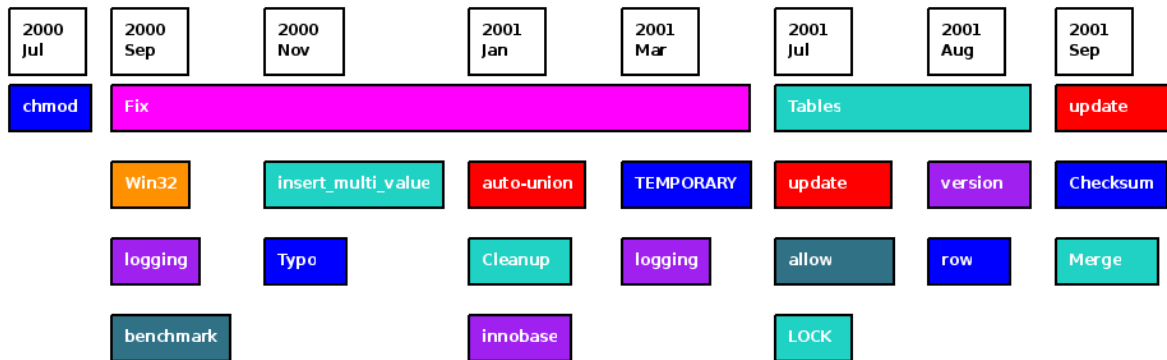 2000
Jul
2000
Sep
2000
Nov
2001
Jan
2001
Mar
2001
Jul
2001
Aug
2001
Sep
chmod
Fix
Tables
update
Win32
insert_multi_value
auto-union
TEMPORARY
update
version
Checksum
logging
Typo
Cleanup
logging
allow
row
Merge
benchmark
innobase
LOCK